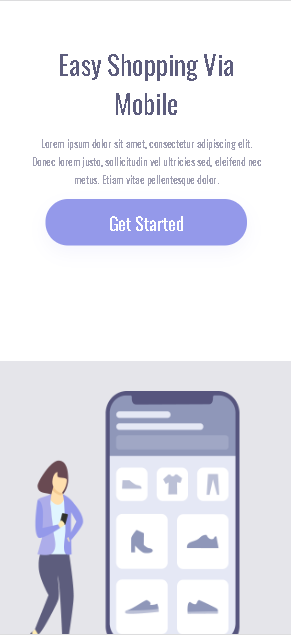 Easy Shopping Via
Mobile
Lorem ipsum dolor sit amet, consectetur adipiscing elit.
Donec lorem justo, sollicitudin vel ultricies sed, eleifend nec
metus. Etiam vitae pellentesque dolor.
Get Started